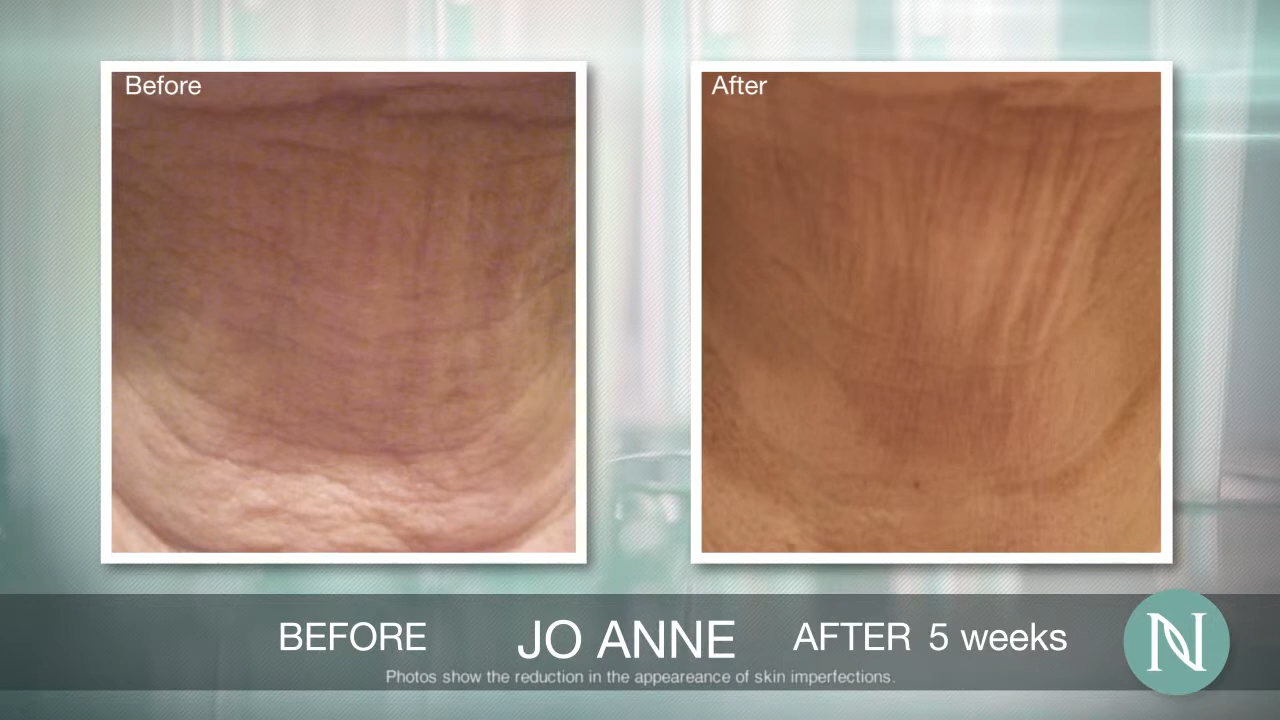 Before
After
BEFORE JO ANNE AFTER 5 weeks
Photos show the reduction in the appeareance of skin imperfections.
N